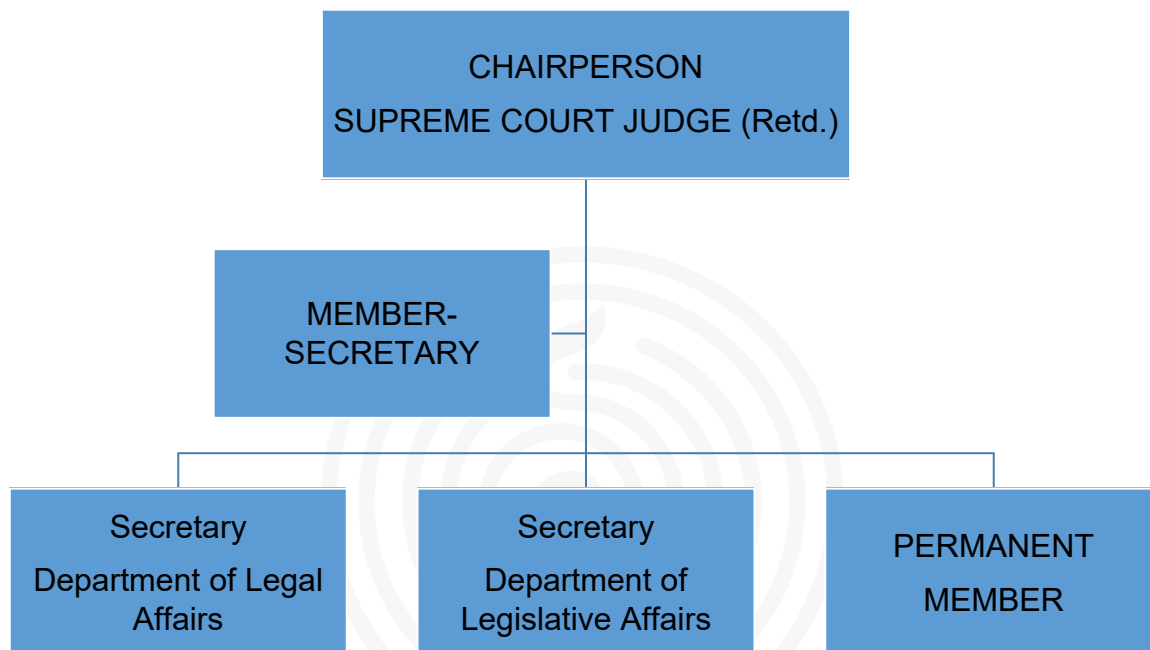 CHAIRPERSON
SUPREME COURT JUDGE (Retd.)
MEMBER-
SECRETARY
Secretary
Department of Legal
Affairs
Secretary
Department of
Legislative Affairs
PERMANENT
MEMBER